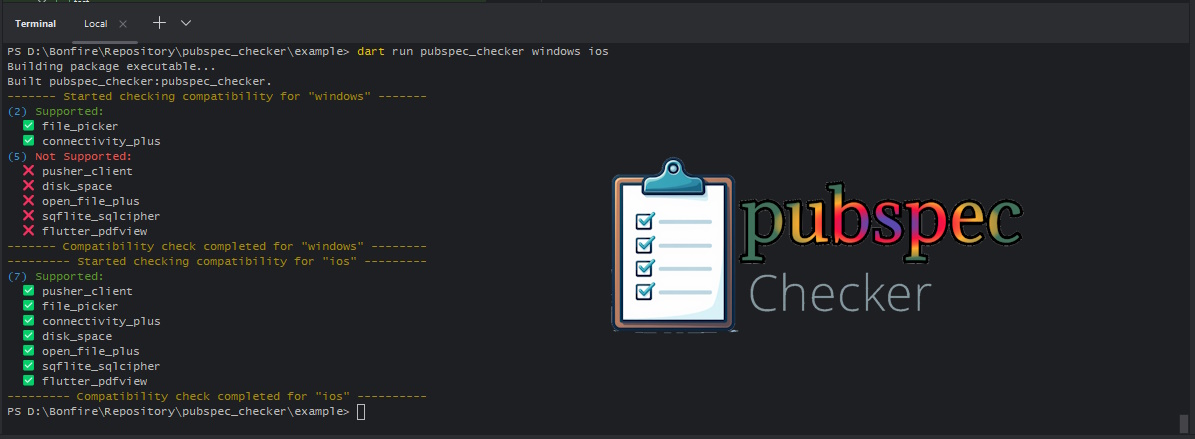 Terminal Local
PS D:\Bonfire\Repository\pubspec_checker\example> dart run pubspec_checker windows ios
Building package executable...
Built pubspec_checker:pubspec_checker.
------- Started checking compatibility for "windows" -------
(2) Supported:
✅ file_picker
✅ connectivity_plus
(5) Not Supported:
❌ pusher_client
❌ disk_space
❌ open_file_plus
❌ sqflite_sqlcipher
❌ flutter_pdfview
------- Compatibility check completed for "windows" --------
--------- Started checking compatibility for "ios" ---------
(7) Supported:
✅ pusher_client
✅ file_picker
✅ connectivity_plus
✅ disk_space
✅ open_file_plus
✅ sqflite_sqlcipher
✅ flutter_pdfview
--------- Compatibility check completed for "ios" ----------
PS D:\Bonfire\Repository\pubspec_checker\example>
pubspec
Checker